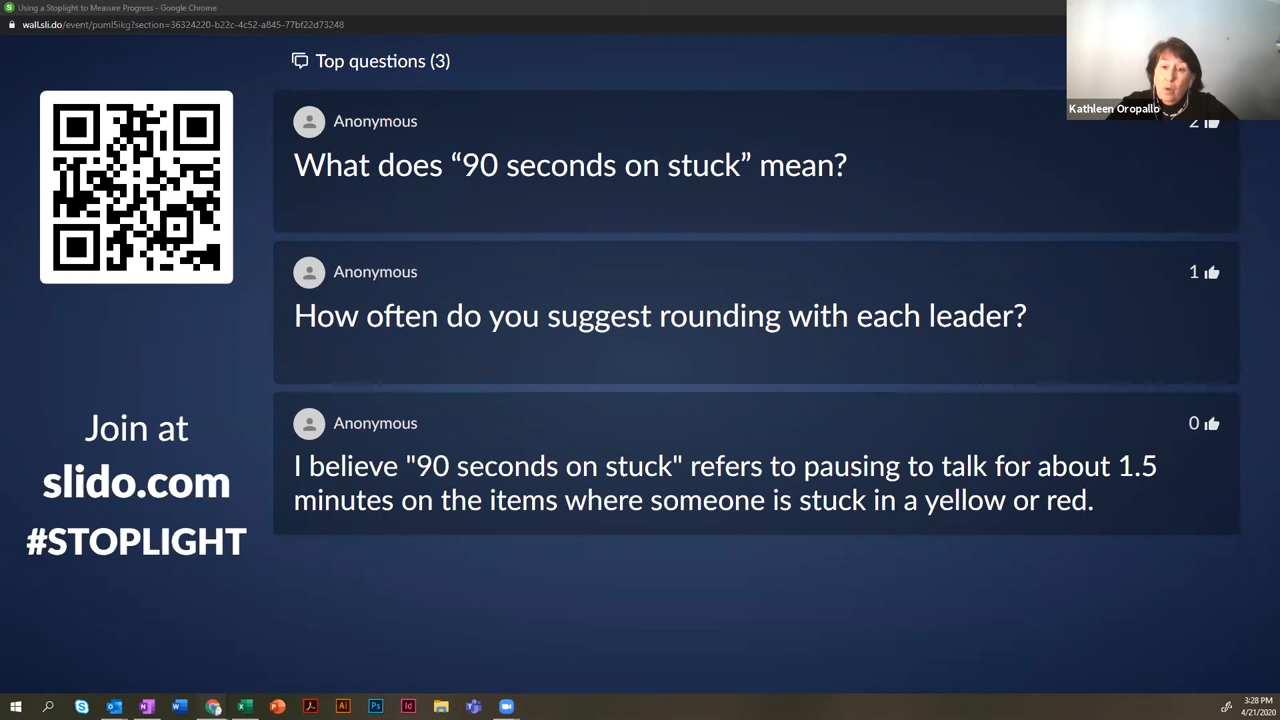 Using a Stoplight to Measure Progress - Google Chrome
wall.sli.do/event/puml5ikg?section=36324220-b22c-4c52-a845-77bf22d73248
Top questions (3)
Kathleen Oropallo
Anonymous
2
What does “90 seconds on stuck” mean?
Anonymous
1
How often do you suggest rounding with each leader?
Anonymous
0
I believe "90 seconds on stuck" refers to pausing to talk for about 1.5
minutes on the items where someone is stuck in a yellow or red.
Join at
slido.com
#STOPLIGHT
3:28 PM
4/21/2020